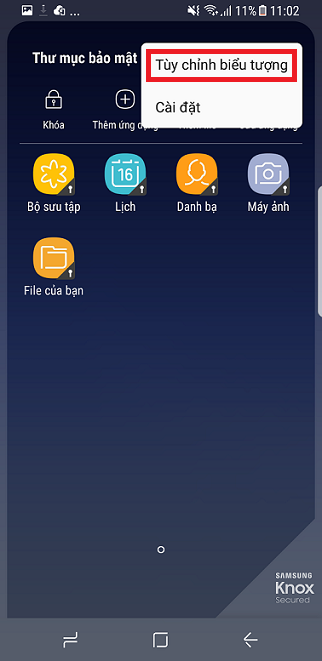 ... 11% 11:02
Thư mục bảo mật
Tùy chỉnh biểu tượng
Cài đặt
Khóa
Thêm ứng dụng
16
Bộ sưu tập
Lịch
Danh bạ
Máy ảnh
File của bạn
SAMSUNG
Knox
Secured